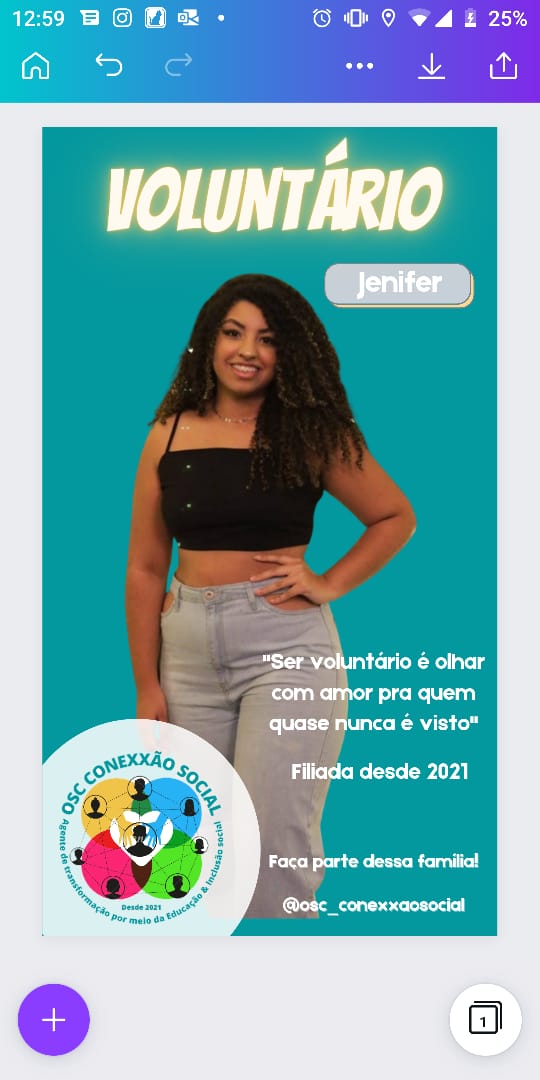 12:59
25%
VOLUNTÁRIO
Jenifer
"Ser voluntário é olhar
com amor pra quem
quase nunca é visto"
Filiada desde 2021
OSC CONEXXÃO SOCIAL
Agente de transformação por meio da Educação & Inclusão social
Desde 2021
Faça parte dessa familia!
@osc_conexxaosocial
1